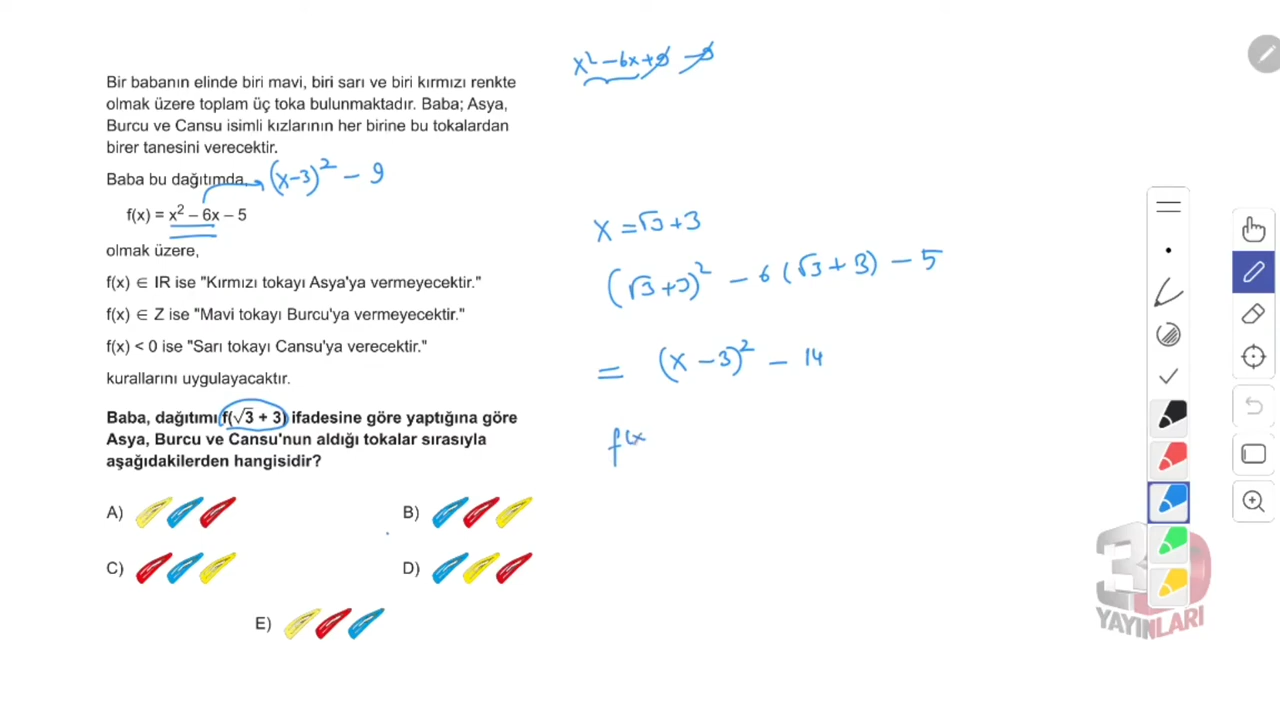 x² – 6x + 9 – 9
Bir babanın elinde biri mavi, biri sarı ve biri kırmızı renkte
olmak üzere toplam üç toka bulunmaktadır. Baba; Asya,
Burcu ve Cansu isimli kızlarının her birine bu tokalardan
birer tanesini verecektir.
Baba bu dağıtımda,
(x–3)² – 9
f(x) = x² – 6x – 5
olmak üzere,
f(x) ∈ IR ise "Kırmızı tokayı Asya'ya vermeyecektir."
f(x) ∈ Z ise "Mavi tokayı Burcu'ya vermeyecektir."
f(x) < 0 ise "Sarı tokayı Cansu'ya verecektir."
kurallarını uygulayacaktır.
Baba, dağıtımı f(√3 + 3) ifadesine göre yaptığına göre
Asya, Burcu ve Cansu'nun aldığı tokalar sırasıyla
aşağıdakilerden hangisidir?
A)
B)
C)
D)
E)
x = √3 + 3
(√3 + 3)² – 6(√3 + 3) – 5
= (x – 3)² – 14
f(x
3D
YAYINLARI